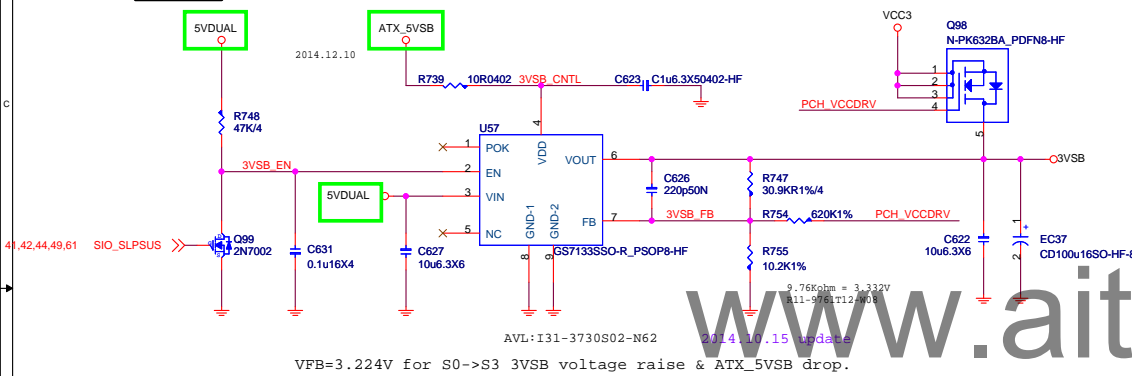 5VDUAL
ATX_5VSB
VCC3
Q98
N-PK632BA_PDFN8-HF
2014.12.10
R739
10R0402
3VSB_CNTL
C623
C1u6.3X50402-HF
1
2
3
4
PCH_VCCDRV
5
C
R748
47K/4
U57
4
1
POK
VDD
VOUT
6
3VSB
3VSB_EN
2
EN
C626
220p50N
R747
30.9KR1%/4
5VDUAL
3
VIN
FB
7
3VSB_FB
R754
620K1%
PCH_VCCDRV
5
NC
GND-1
GND-2
8
9
GS7133SSO-R_PSOP8-HF
41,42,44,49,61
SIO_SLPSUS
Q99
2N7002
C631
0.1u16X4
C627
10u6.3X6
R755
10.2K1%
C622
10u6.3X6
1
+
2
EC37
CD100u16SO-HF-8
9.76Kohm = 3.332V
R11-9761T12-W08
www.ait
AVL:I31-3730S02-N62
2014.10.15 update
VFB=3.224V for S0->S3 3VSB voltage raise & ATX_5VSB drop.